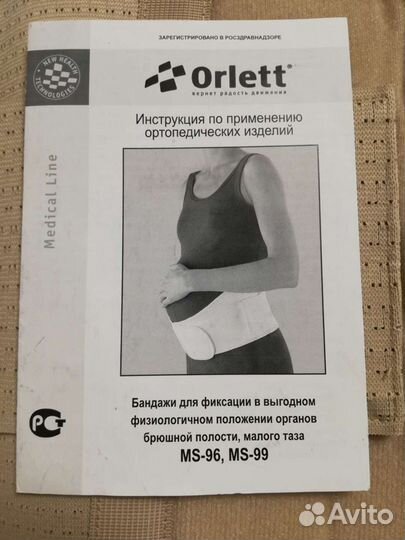 ЗАРЕГИСТРИРОВАНО В РОСЗДРАВНАДЗОРЕ
NEW HEALTH
TECHNOLOGIES
Orlett®
вернет радость движения
Инструкция по применению
ортопедических изделий
Medical Line
Бандажи для фиксации в выгодном
физиологичном положении органов
брюшной полости, малого таза
MS-96, MS-99
РСТ
Avito